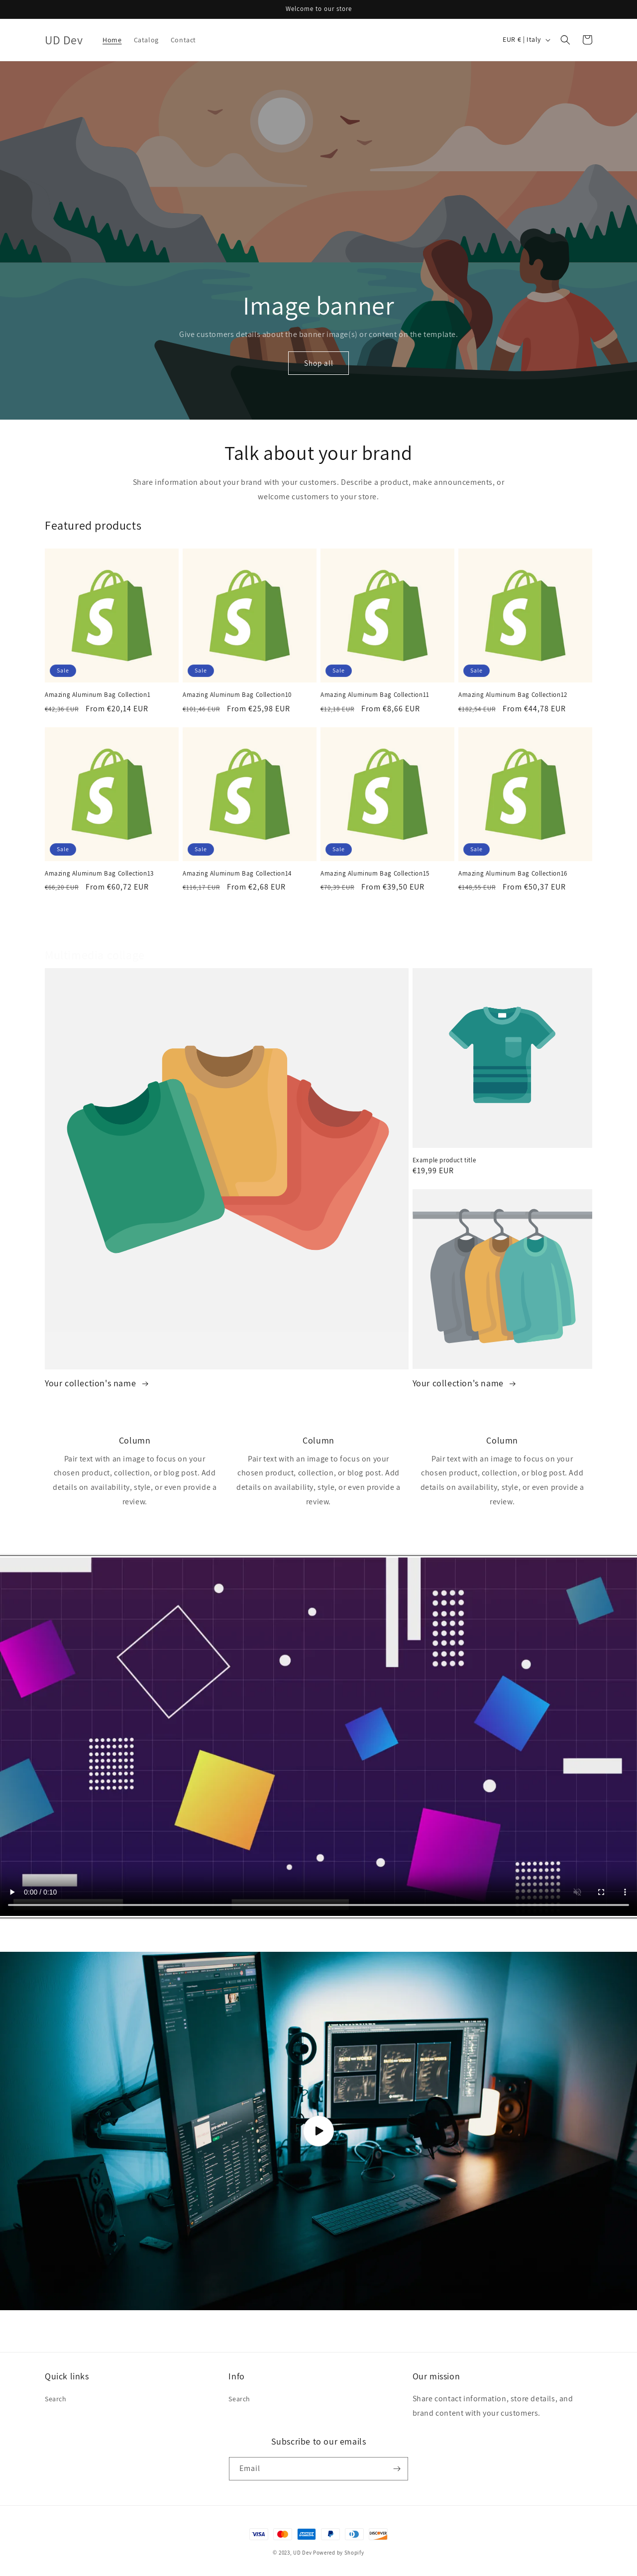 Welcome to our store
UD Dev
Home Catalog Contact
EUR € | Italy
Image banner
Give customers details about the banner image(s) or content on the template.
Shop all
Talk about your brand
Share information about your brand with your customers. Describe a product, make announcements, or
welcome customers to your store.
Featured products
Sale
Sale
Sale
Sale
Amazing Aluminum Bag Collection1
€42,36 EUR From €20,14 EUR
Amazing Aluminum Bag Collection10
€101,46 EUR From €25,98 EUR
Amazing Aluminum Bag Collection11
€12,18 EUR From €8,66 EUR
Amazing Aluminum Bag Collection12
€182,54 EUR From €44,78 EUR
Sale
Sale
Sale
Sale
Amazing Aluminum Bag Collection13
€66,20 EUR From €60,72 EUR
Amazing Aluminum Bag Collection14
€116,17 EUR From €2,68 EUR
Amazing Aluminum Bag Collection15
€70,39 EUR From €39,50 EUR
Amazing Aluminum Bag Collection16
€148,55 EUR From €50,37 EUR
Example product title
€19,99 EUR
Your collection's name
Your collection's name
Column
Pair text with an image to focus on your
chosen product, collection, or blog post. Add
details on availability, style, or even provide a
review.
Column
Pair text with an image to focus on your
chosen product, collection, or blog post. Add
details on availability, style, or even provide a
review.
Column
Pair text with an image to focus on your
chosen product, collection, or blog post. Add
details on availability, style, or even provide a
review.
0:00 / 0:10
Quick links
Search
Info
Search
Our mission
Share contact information, store details, and
brand content with your customers.
Subscribe to our emails
Email
VISA
AMERICAN EXPRESS
DISCOVER
© 2023, UD Dev Powered by Shopify